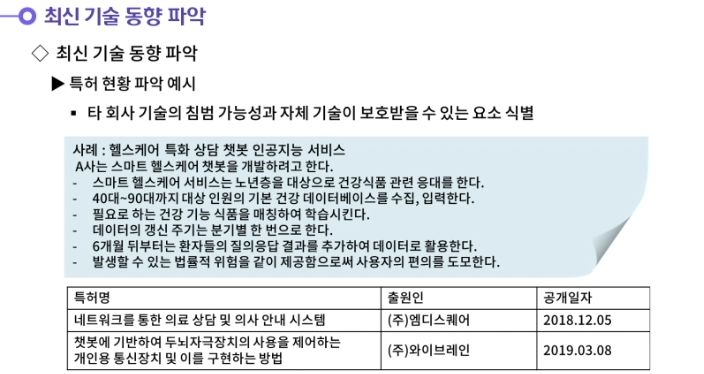 최신 기술 동향 파악
◇ 최신 기술 동향 파악
▶ 특허 현황 파악 예시
▪ 타 회사 기술의 침범 가능성과 자체 기술이 보호받을 수 있는 요소 식별
사례 : 헬스케어 특화 상담 챗봇 인공지능 서비스
A사는 스마트 헬스케어 챗봇을 개발하려고 한다.
- 스마트 헬스케어 서비스는 노년층을 대상으로 건강식품 관련 응대를 한다.
- 40대~90대까지 대상 인원의 기본 건강 데이터베이스를 수집, 입력한다.
- 필요로 하는 건강 기능 식품을 매칭하여 학습시킨다.
- 데이터의 갱신 주기는 분기별 한 번으로 한다.
- 6개월 뒤부터는 환자들의 질의응답 결과를 추가하여 데이터로 활용한다.
- 발생할 수 있는 법률적 위험을 같이 제공함으로써 사용자의 편의를 도모한다.
특허명 출원인 공개일자
네트워크를 통한 의료 상담 및 의사 안내 시스템 (주)엠디스퀘어 2018.12.05
챗봇에 기반하여 두뇌자극장치의 사용을 제어하는
개인용 통신장치 및 이를 구현하는 방법 (주)와이브레인 2019.03.08